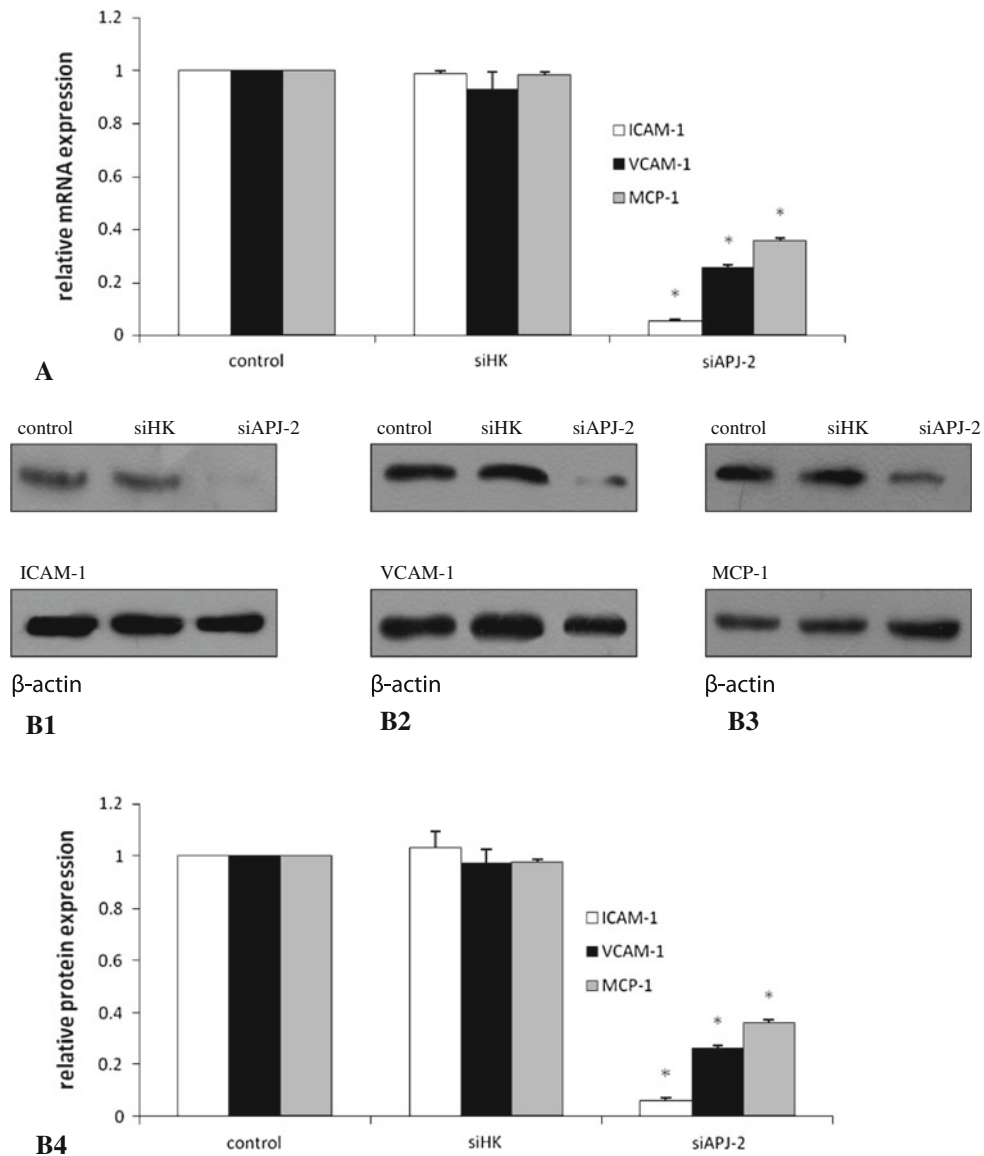 1.2
1
0.8
0.6
0.4
0.2
0
relative mRNA expression
ICAM-1
VCAM-1
MCP-1
*
*
*
control
siHK
siAPJ-2
A
control siHK siAPJ-2
control siHK siAPJ-2
control siHK siAPJ-2
ICAM-1
VCAM-1
MCP-1
β-actin
β-actin
β-actin
B1
B2
B3
1.2
1
0.8
0.6
0.4
0.2
0
relative protein expression
ICAM-1
VCAM-1
MCP-1
*
*
*
control
siHK
siAPJ-2
B4